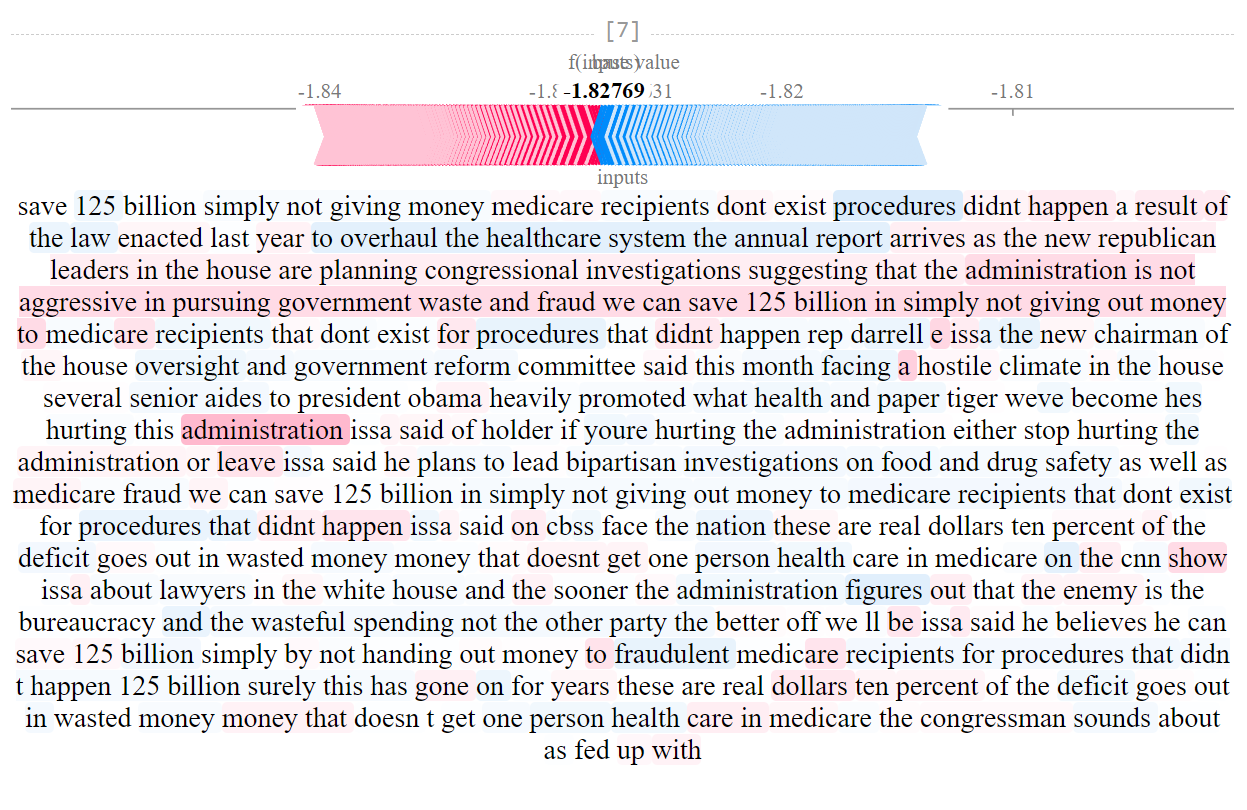 [7]
f(inputs) base value
-1.84 -1.8 -1.82769 31 -1.82 -1.81
inputs
save 125 billion simply not giving money medicare recipients dont exist procedures didnt happen a result of
the law enacted last year to overhaul the healthcare system the annual report arrives as the new republican
leaders in the house are planning congressional investigations suggesting that the administration is not
aggressive in pursuing government waste and fraud we can save 125 billion in simply not giving out money
to medicare recipients that dont exist for procedures that didnt happen rep darrell e issa the new chairman of
the house oversight and government reform committee said this month facing a hostile climate in the house
several senior aides to president obama heavily promoted what health and paper tiger weve become hes
hurting this administration issa said of holder if youre hurting the administration either stop hurting the
administration or leave issa said he plans to lead bipartisan investigations on food and drug safety as well as
medicare fraud we can save 125 billion in simply not giving out money to medicare recipients that dont exist
for procedures that didnt happen issa said on cbss face the nation these are real dollars ten percent of the
deficit goes out in wasted money money that doesnt get one person health care in medicare on the cnn show
issa about lawyers in the white house and the sooner the administration figures out that the enemy is the
bureaucracy and the wasteful spending not the other party the better off we ll be issa said he believes he can
save 125 billion simply by not handing out money to fraudulent medicare recipients for procedures that didn
t happen 125 billion surely this has gone on for years these are real dollars ten percent of the deficit goes out
in wasted money money that doesn t get one person health care in medicare the congressman sounds about
as fed up with